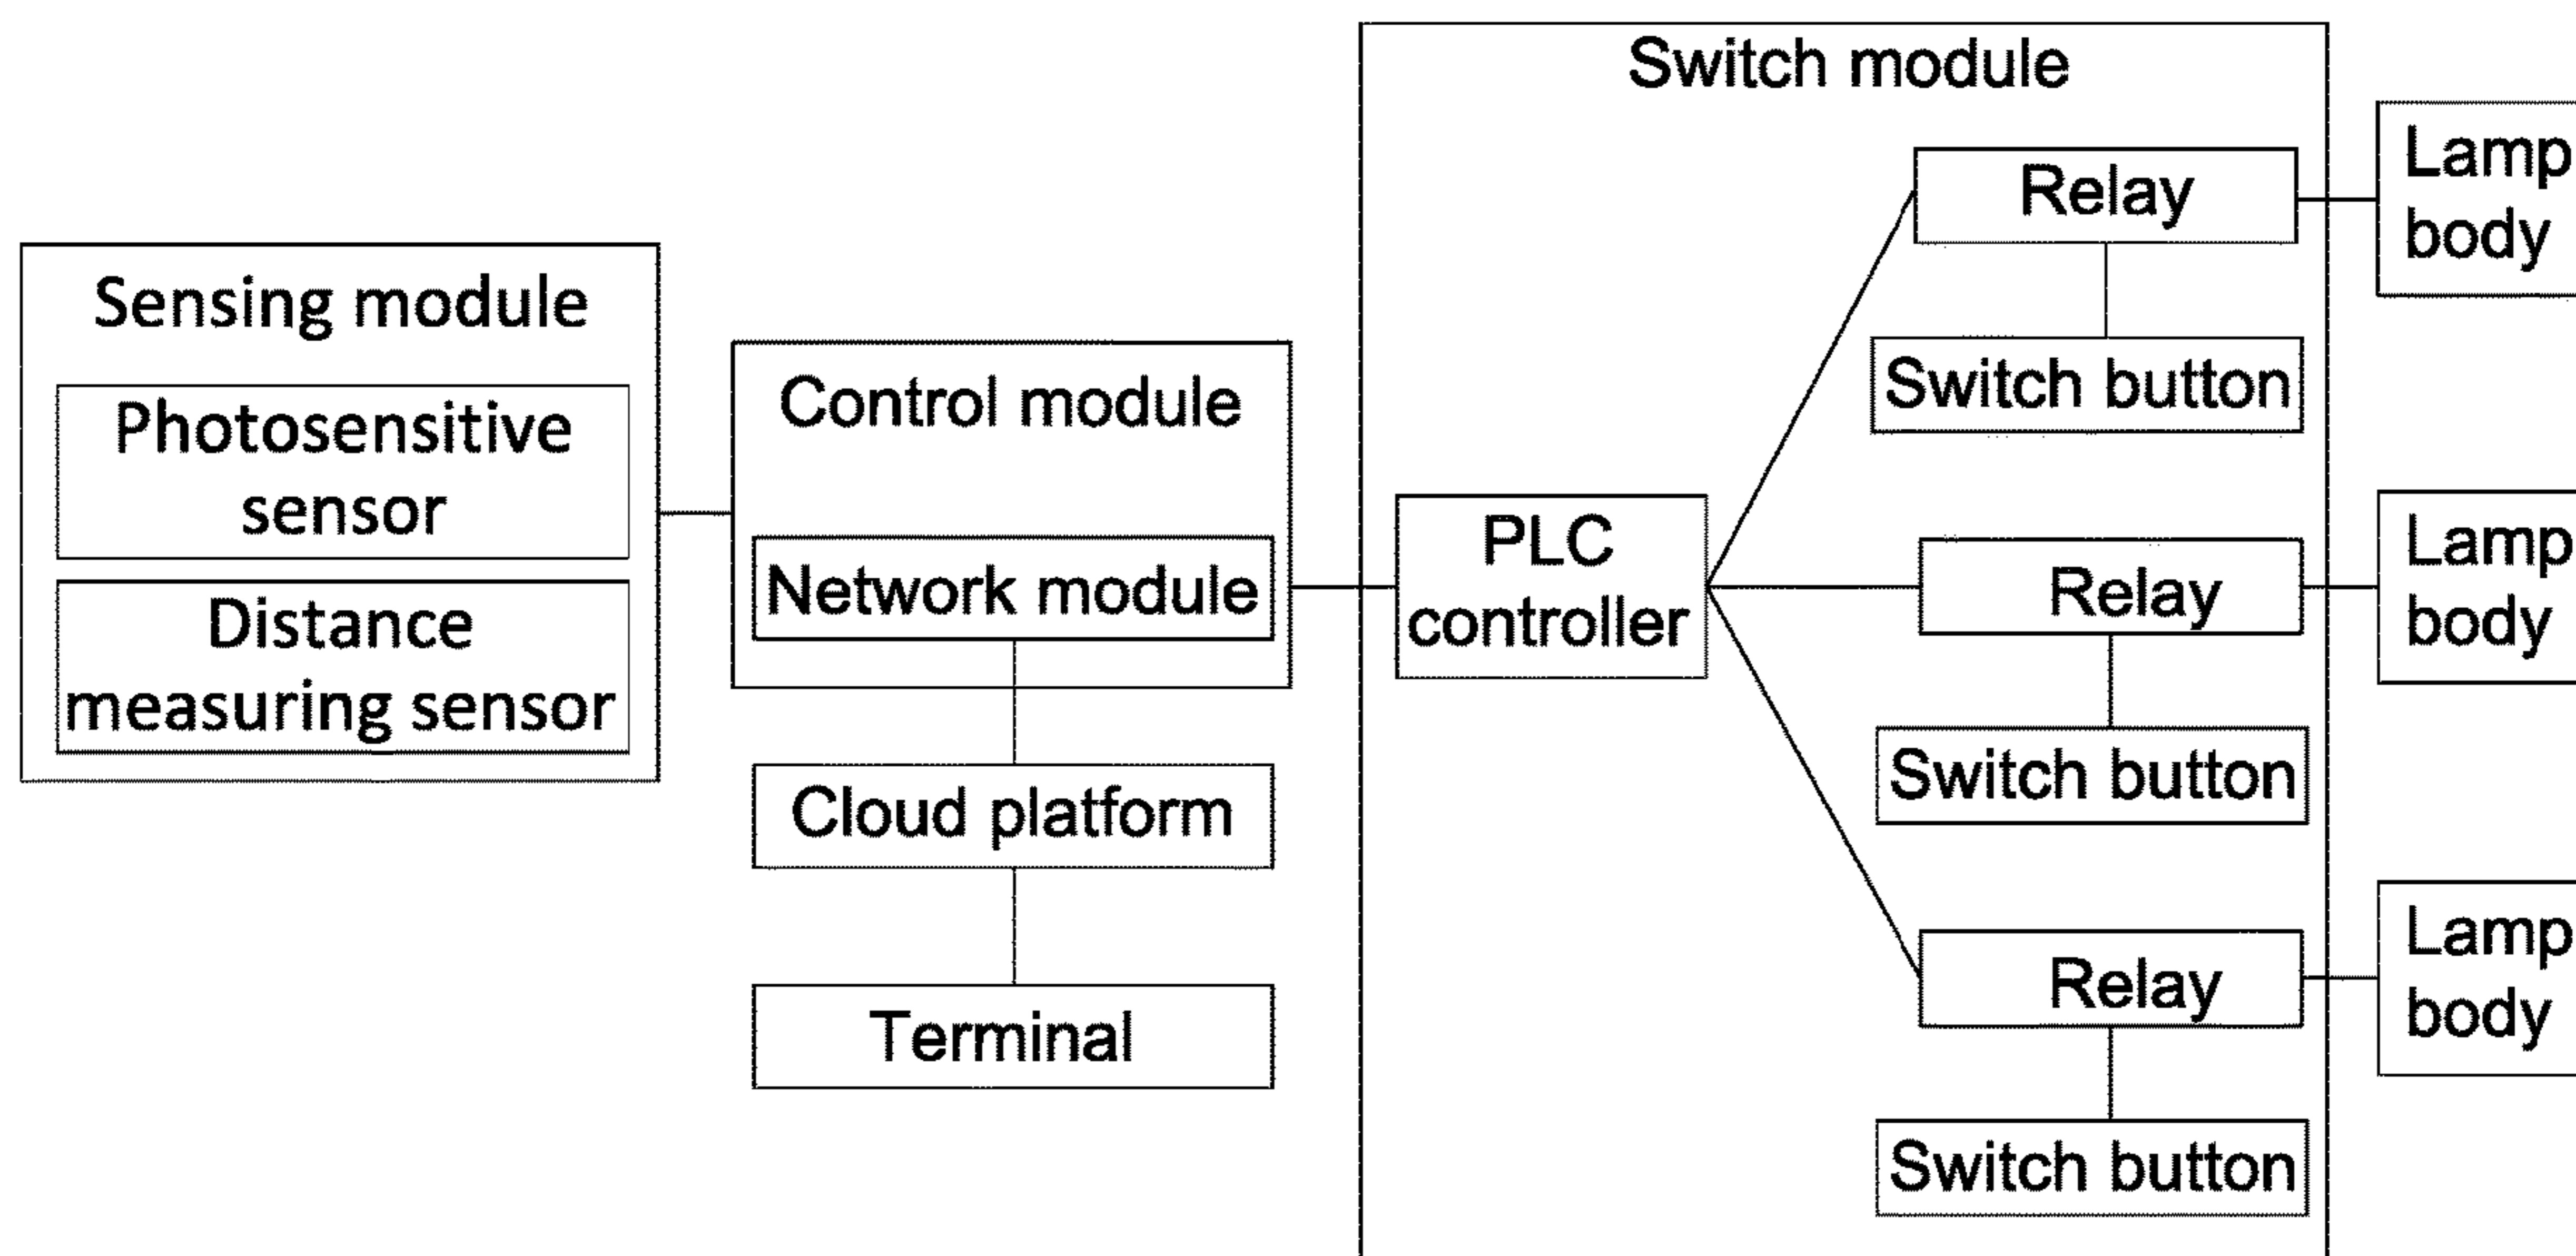 Sensing module
Photosensitive
sensor
Distance
measuring sensor
Control module
Network module
Cloud platform
Terminal
Switch module
PLC
controller
Relay
Switch button
Relay
Switch button
Relay
Switch button
Lamp
body
Lamp
body
Lamp
body